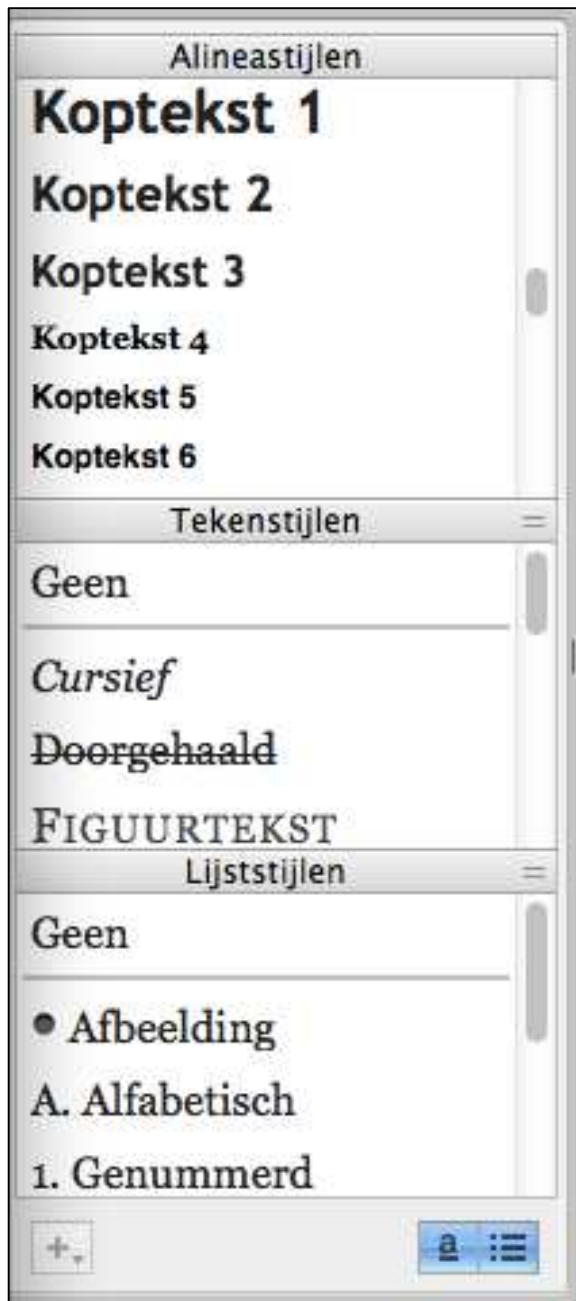 Alineastijlen
Koptekst 1
Koptekst 2
Koptekst 3
Koptekst 4
Koptekst 5
Koptekst 6
Tekenstijlen
Geen
Cursief
Doorgehaald
FIGUURTEKST
Lijststijlen
Geen
• Afbeelding
A. Alfabetisch
1. Genummerd
a